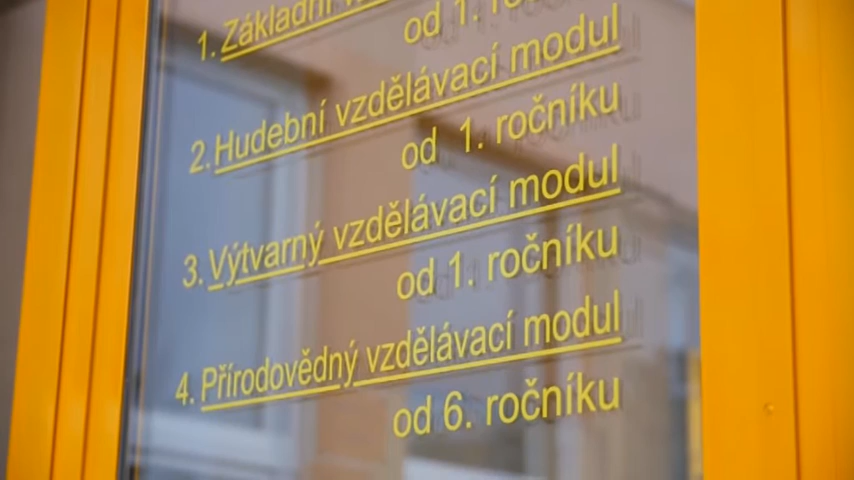 1. Základní
od 1.
2. Hudební vzdělávací modul
od 1. ročníku
3. Výtvarný vzdělávací modul
od 1. ročníku
4. Přírodovědný vzdělávací modul
od 6. ročníku